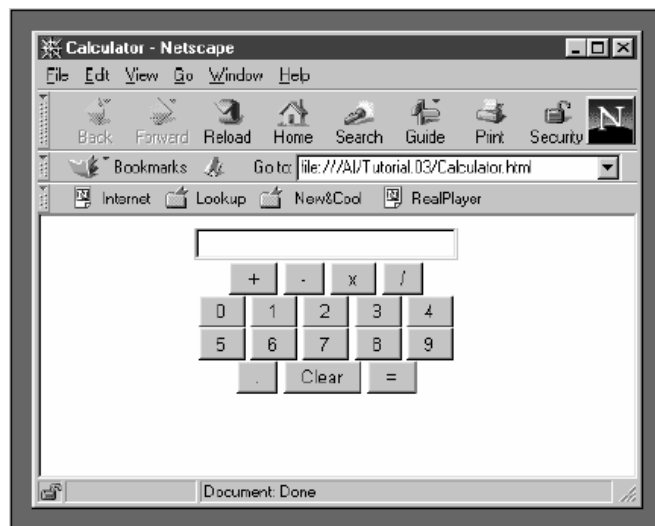 Calculator - Netscape
File Edit View Go Window Help
Back Forward Reload Home Search Guide Print Security N
Bookmarks Go to: file:///A|/Tutorial.03/Calculator.html
Internet Lookup New&Cool RealPlayer
+ - x /
0 1 2 3 4
5 6 7 8 9
. Clear =
Document: Done